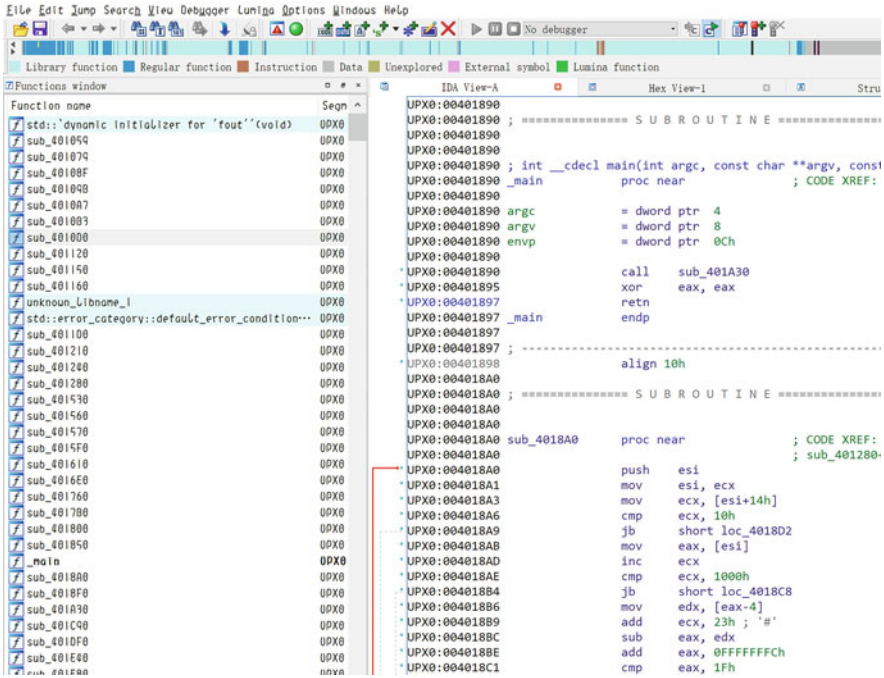 File Edit Jump Search View Debugger Lumina Options Windows Help
No debugger
Library function Regular function Instruction Data Unexplored External symbol Lumina function
Functions window
Function name Segn
std::`dynamic initializer for 'fout''(void) UPX0
sub_401059 UPX0
sub_401079 UPX0
sub_40108F UPX0
sub_40109B UPX0
sub_4010A7 UPX0
sub_4010B3 UPX0
sub_4010D0 UPX0
sub_401120 UPX0
sub_401150 UPX0
sub_401160 UPX0
unknown_libname_1 UPX0
std::error_category::default_error_condition… UPX0
sub_4011D0 UPX0
sub_401210 UPX0
sub_401240 UPX0
sub_401280 UPX0
sub_401530 UPX0
sub_401560 UPX0
sub_401570 UPX0
sub_4015F0 UPX0
sub_401610 UPX0
sub_4016E0 UPX0
sub_401760 UPX0
sub_4017B0 UPX0
sub_401800 UPX0
sub_401850 UPX0
_main UPX0
sub_4018A0 UPX0
sub_4018F0 UPX0
sub_401A30 UPX0
sub_401C90 UPX0
sub_401DF0 UPX0
sub_401E40 UPX0
sub_401E80 UPX0
IDA View-A Hex View-1 Stru
UPX0:00401890
UPX0:00401890 ; =============== S U B R O U T I N E ===============
UPX0:00401890
UPX0:00401890
UPX0:00401890 ; int __cdecl main(int argc, const char **argv, const
UPX0:00401890 _main proc near ; CODE XREF:
UPX0:00401890
UPX0:00401890 argc = dword ptr 4
UPX0:00401890 argv = dword ptr 8
UPX0:00401890 envp = dword ptr 0Ch
UPX0:00401890
UPX0:00401890 call sub_401A30
UPX0:00401895 xor eax, eax
UPX0:00401897 retn
UPX0:00401897 _main endp
UPX0:00401897
UPX0:00401897 ; ---------------------------------------------------
UPX0:00401898 align 10h
UPX0:004018A0
UPX0:004018A0 ; =============== S U B R O U T I N E ===============
UPX0:004018A0
UPX0:004018A0
UPX0:004018A0 sub_4018A0 proc near ; CODE XREF:
UPX0:004018A0 ; sub_401280+
UPX0:004018A0 push esi
UPX0:004018A1 mov esi, ecx
UPX0:004018A3 mov ecx, [esi+14h]
UPX0:004018A6 cmp ecx, 10h
UPX0:004018A9 jb short loc_4018D2
UPX0:004018AB mov eax, [esi]
UPX0:004018AD inc ecx
UPX0:004018AE cmp ecx, 1000h
UPX0:004018B4 jb short loc_4018C8
UPX0:004018B6 mov edx, [eax-4]
UPX0:004018B9 add ecx, 23h ; '#'
UPX0:004018BC sub eax, edx
UPX0:004018BE add eax, 0FFFFFFFCh
UPX0:004018C1 cmp eax, 1Fh